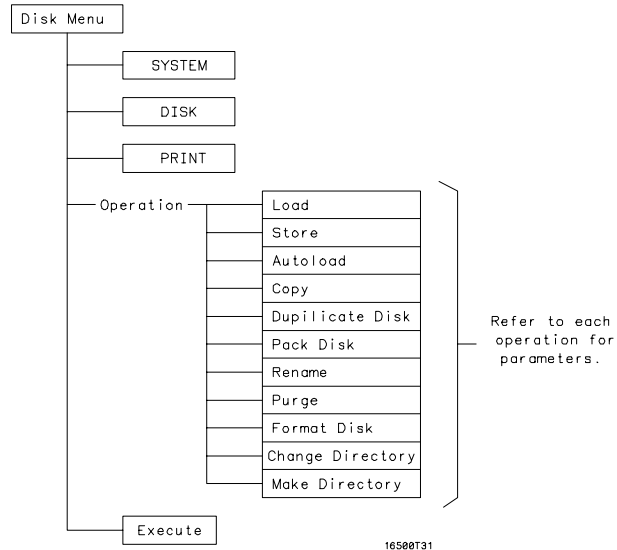 Disk Menu
SYSTEM
DISK
PRINT
Operation
Load
Store
Autoload
Copy
Dupilicate Disk
Pack Disk
Rename
Purge
Format Disk
Change Directory
Make Directory
Refer to each
operation for
parameters.
Execute
16500T31